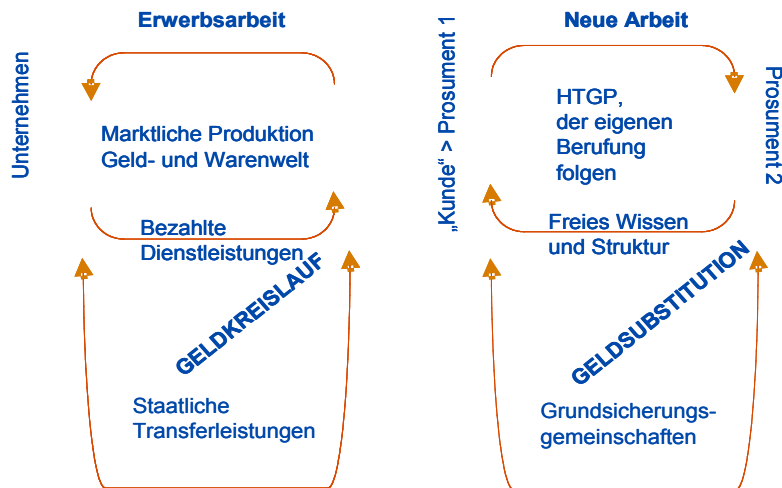 Erwerbsarbeit
Neue Arbeit
Unternehmen
Marktliche Produktion
Geld- und Warenwelt
„Kunde“ > Prosument 1
HTGP,
der eigenen
Berufung
folgen
Prosument 2
Bezahlte
Dienstleistungen
Freies Wissen
und Struktur
GELDKREISLAUF
GELDSUBSTITUTION
Staatliche
Transferleistungen
Grundsicherungs-
gemeinschaften